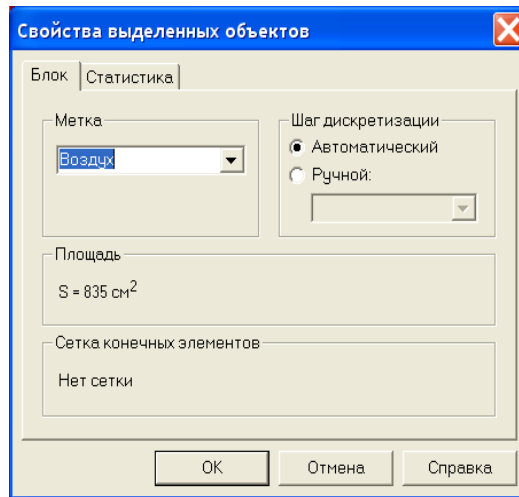 Свойства выделенных объектов
Блок
Статистика
Метка
Воздух
Шаг дискретизации
Автоматический
Ручной:
Площадь
S = 835 см²
Сетка конечных элементов
Нет сетки
OK
Отмена
Справка